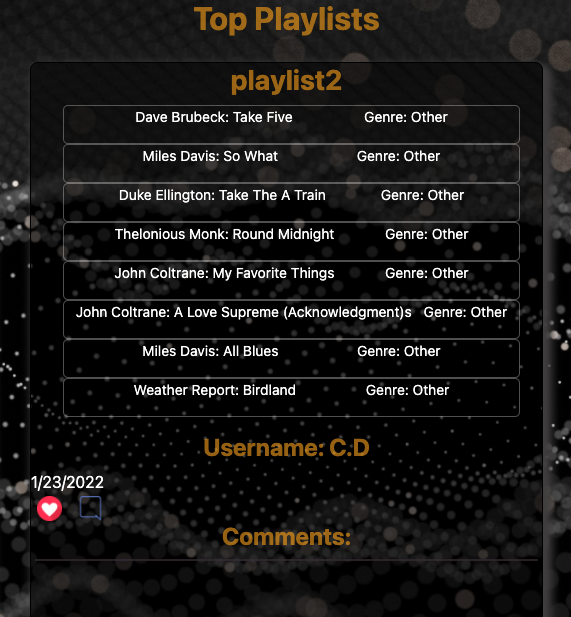 Top Playlists
playlist2
Dave Brubeck: Take Five Genre: Other
Miles Davis: So What Genre: Other
Duke Ellington: Take The A Train Genre: Other
Thelonious Monk: Round Midnight Genre: Other
John Coltrane: My Favorite Things Genre: Other
John Coltrane: A Love Supreme (Acknowledgment)s Genre: Other
Miles Davis: All Blues Genre: Other
Weather Report: Birdland Genre: Other
Username: C.D
1/23/2022
Comments: